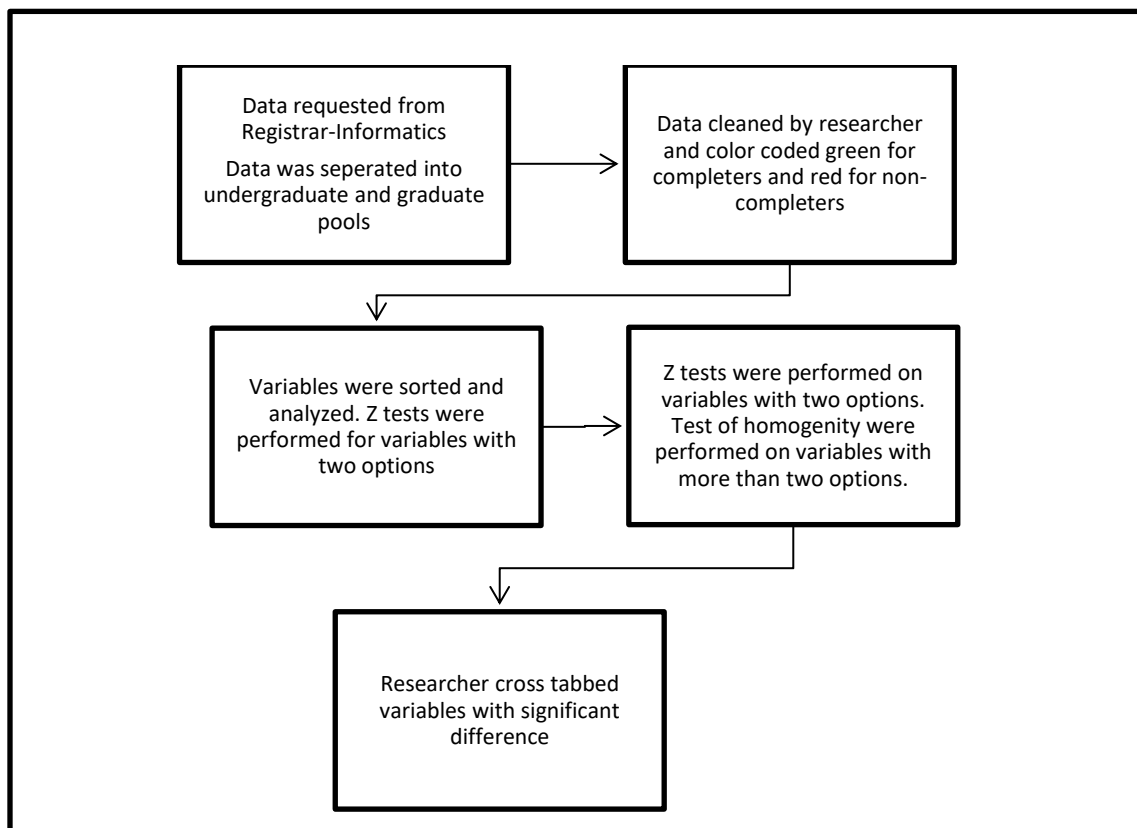 Data requested from
Registrar-Informatics
Data was seperated into
undergraduate and graduate
pools
Data cleaned by researcher
and color coded green for
completers and red for non-
completers
Variables were sorted and
analyzed. Z tests were
performed for variables with
two options
Z tests were performed on
variables with two options.
Test of homogenity were
performed on variables with
more than two options.
Researcher cross tabbed
variables with significant
difference